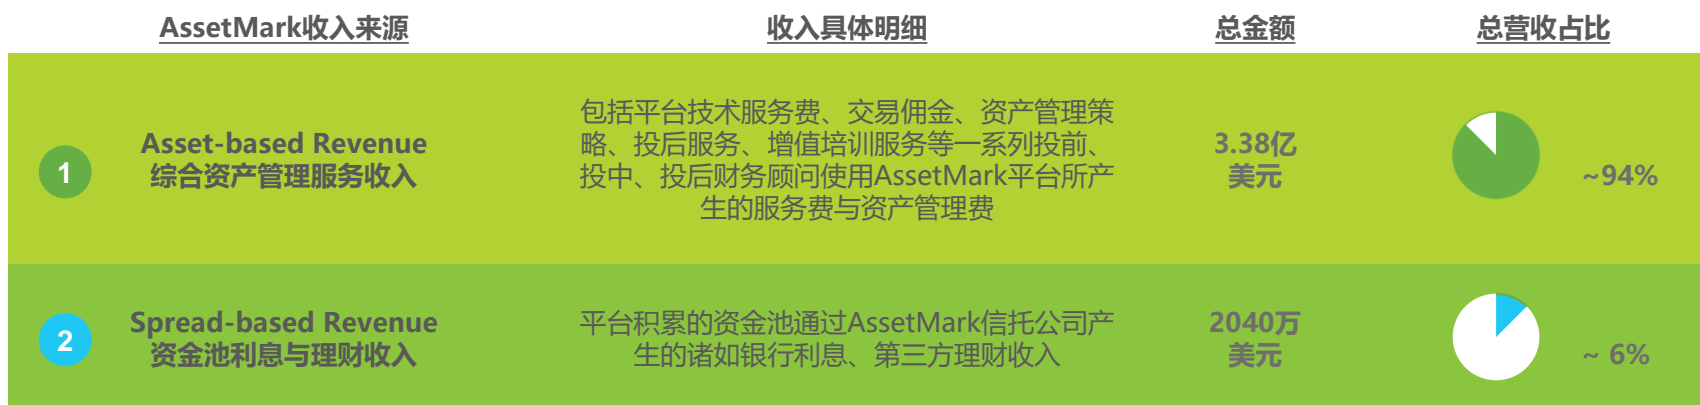 AssetMark收入来源
收入具体明细
总金额
总营收占比
1
Asset-based Revenue
综合资产管理服务收入
包括平台技术服务费、交易佣金、资产管理策
略、投后服务、增值培训服务等一系列投前、
投中、投后财务顾问使用AssetMark平台所产
生的服务费与资产管理费
3.38亿
美元
~94%
2
Spread-based Revenue
资金池利息与理财收入
平台积累的资金池通过AssetMark信托公司产
生的诸如银行利息、第三方理财收入
2040万
美元
~ 6%